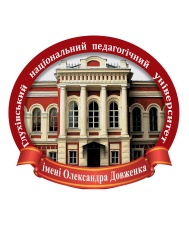 Глухівський національний педагогічний університет
імені Олександра Довженка